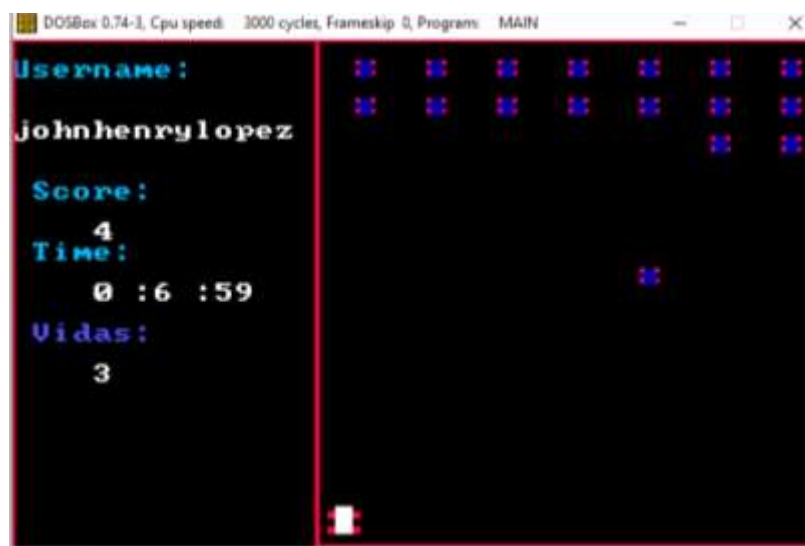 DOSBox 0.74-3, Cpu speed: 3000 cycles, Frameskip 0, Program: MAIN
Username:
johnhenrylopez
Score:
4
Time:
0 :6 :59
Vidas:
3